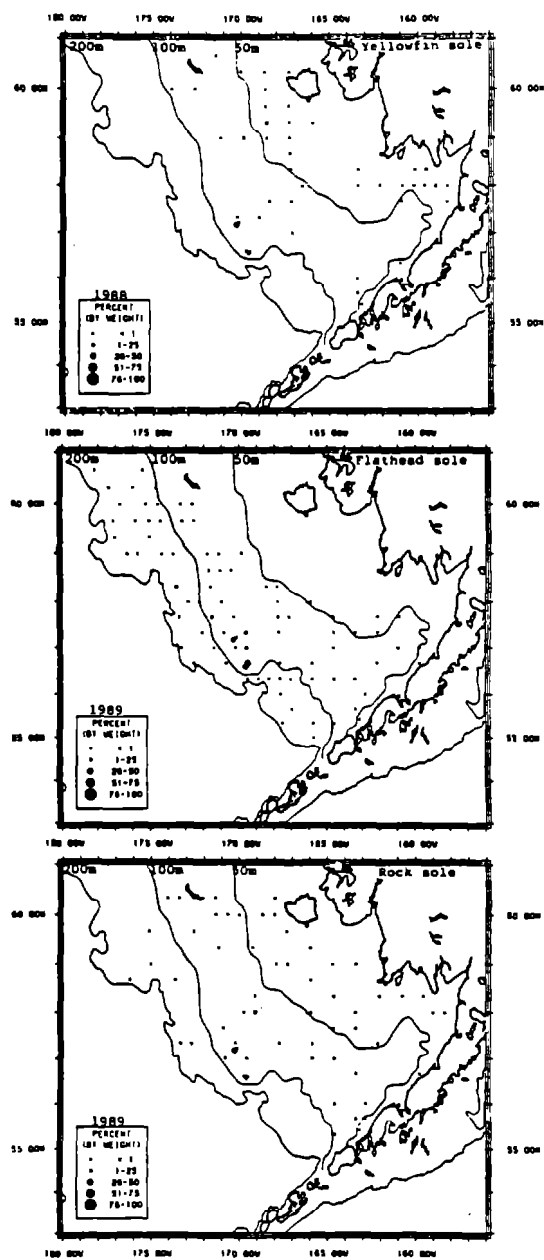 180 00W 175 00W 170 00W 165 00W 160 00W
200m 100m 50m Yellowfin sole
60 00N 60 00N
55 00N 55 00N
1988
PERCENT
(BY WEIGHT)
< 1
1-25
26-50
51-75
76-100
180 00W 175 00W 170 00W 165 00W 160 00W
200m 100m 50m Flathead sole
60 00N 60 00N
55 00N 55 00N
1989
PERCENT
(BY WEIGHT)
< 1
1-25
26-50
51-75
76-100
180 00W 175 00W 170 00W 165 00W 160 00W
200m 100m 50m Rock sole
60 00N 60 00N
55 00N 55 00N
1989
PERCENT
(BY WEIGHT)
< 1
1-25
26-50
51-75
76-100
180 00W 175 00W 170 00W 165 00W 160 00W